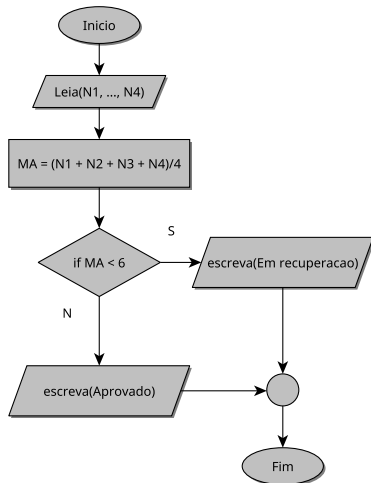 Inicio
Leia(N1, ..., N4)
MA = (N1 + N2 + N3 + N4)/4
if MA < 6
S
escreva(Em recuperacao)
N
escreva(Aprovado)
Fim